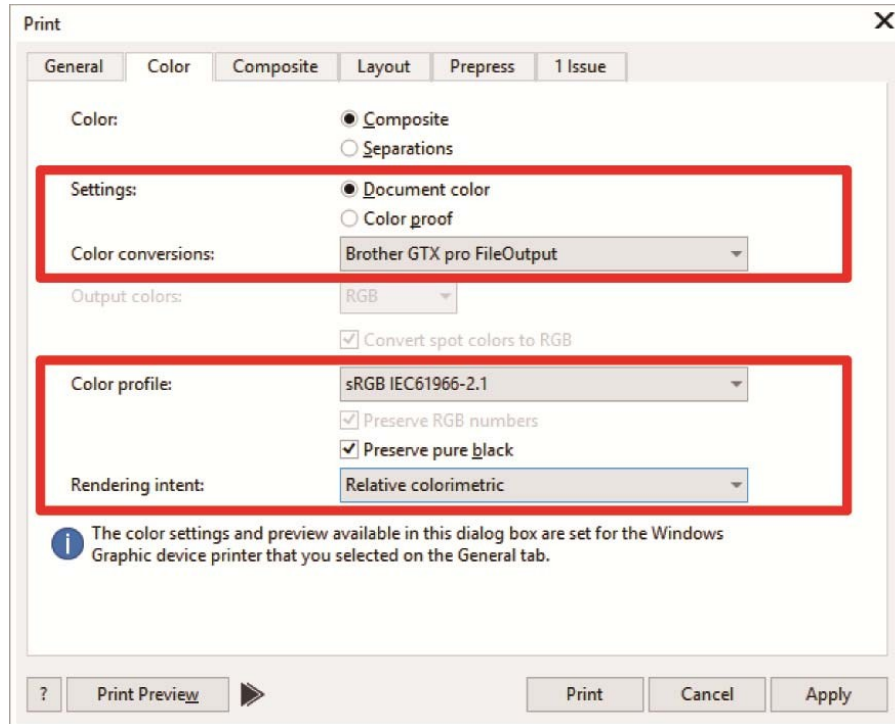 Print
General Color Composite Layout Prepress 1 Issue
Color: Composite
Separations
Settings: Document color
Color proof
Color conversions: Brother GTX pro FileOutput
Output colors: RGB
Convert spot colors to RGB
Color profile: sRGB IEC61966-2.1
Preserve RGB numbers
Preserve pure black
Rendering intent: Relative colorimetric
The color settings and preview available in this dialog box are set for the Windows
Graphic device printer that you selected on the General tab.
? Print Preview Print Cancel Apply